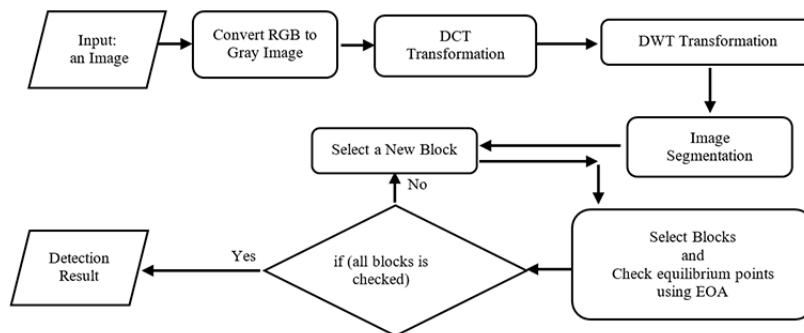 Input:
an Image
Convert RGB to
Gray Image
DCT
Transformation
DWT Transformation
Image
Segmentation
Select a New Block
No
Select Blocks
and
Check equilibrium points
using EOA
if (all blocks is
checked)
Yes
Detection
Result